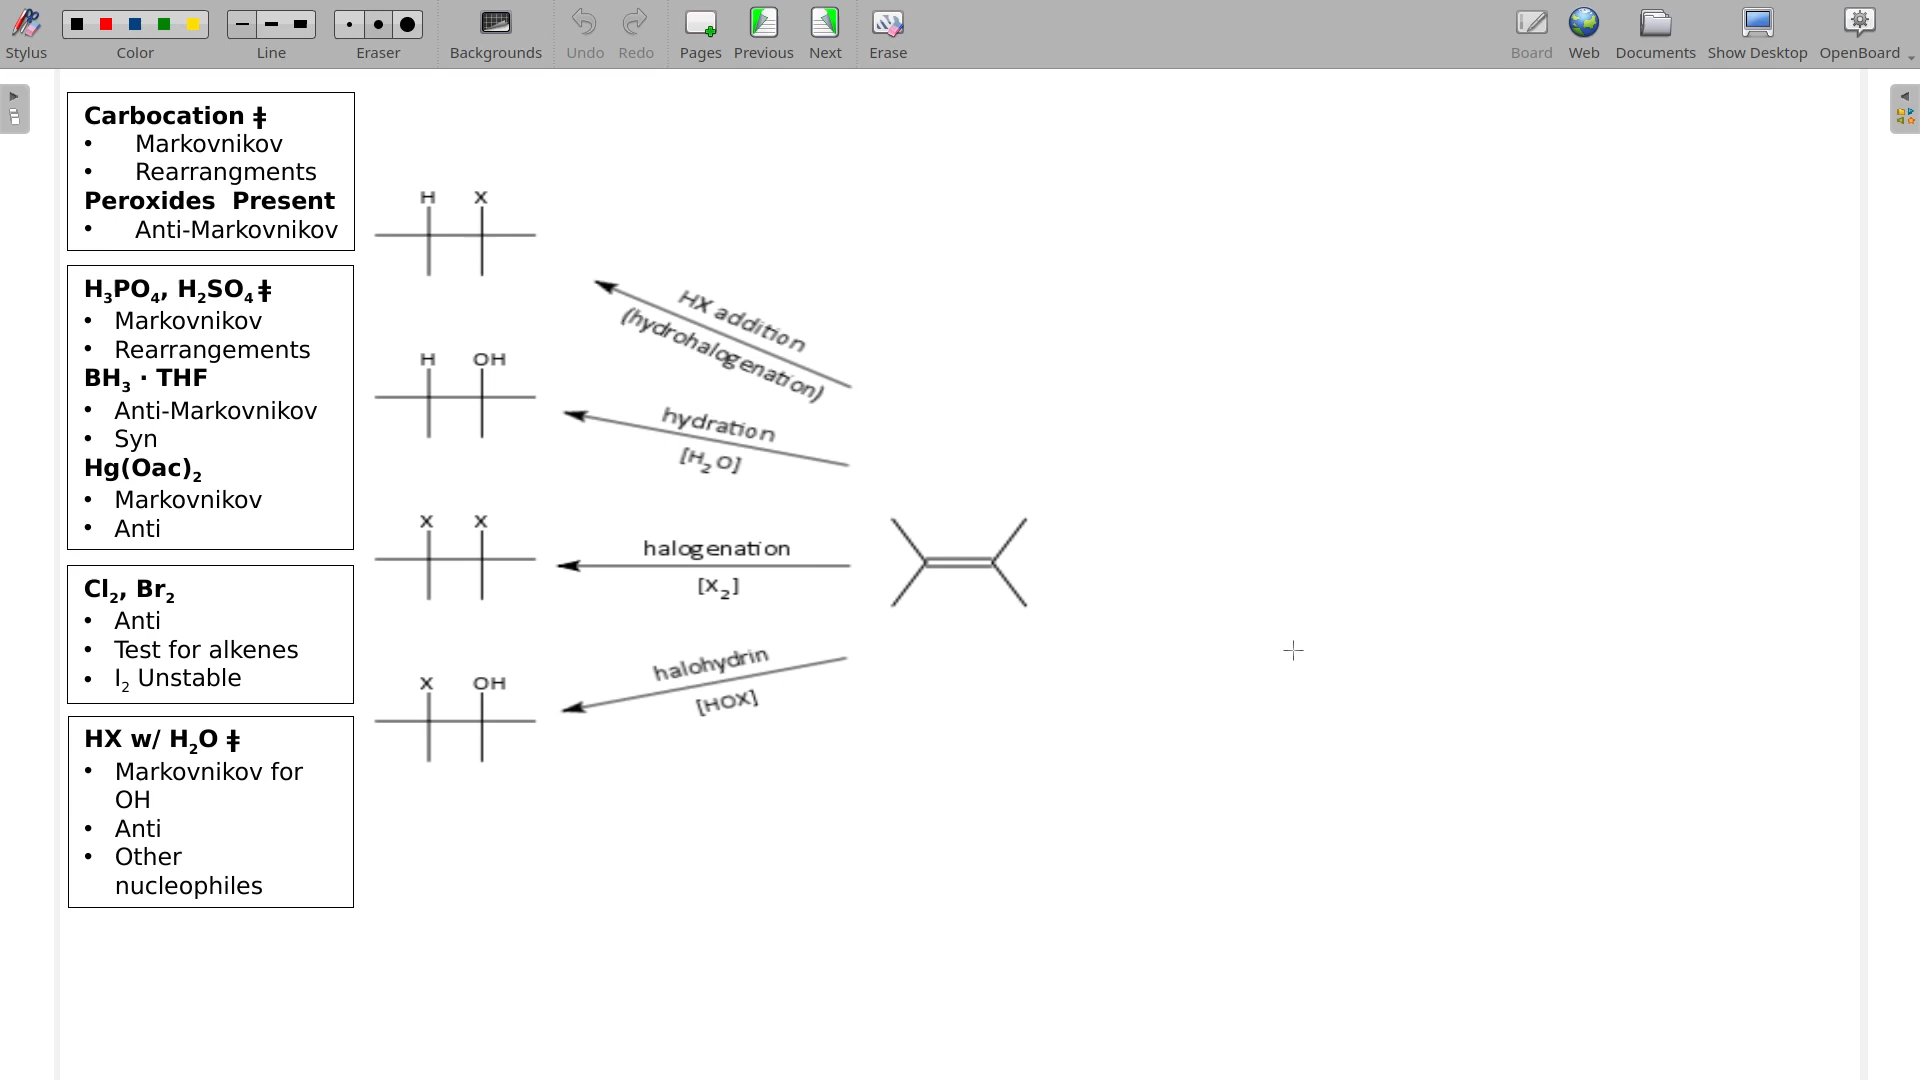 Stylus Color Line Eraser Backgrounds Undo Redo Pages Previous Next Erase Board Web Documents Show Desktop OpenBoard
Carbocation ‡
• Markovnikov
• Rearrangments
Peroxides Present
• Anti-Markovnikov
H₃PO₄, H₂SO₄ ‡
• Markovnikov
• Rearrangements
BH₃ · THF
• Anti-Markovnikov
• Syn
Hg(Oac)₂
• Markovnikov
• Anti
Cl₂, Br₂
• Anti
• Test for alkenes
• I₂ Unstable
HX w/ H₂O ‡
• Markovnikov for
OH
• Anti
• Other
nucleophiles
H X
HX addition
(hydrohalogenation)
H OH
hydration
[H₂O]
X X
halogenation
[X₂]
X OH
halohydrin
[HOX]